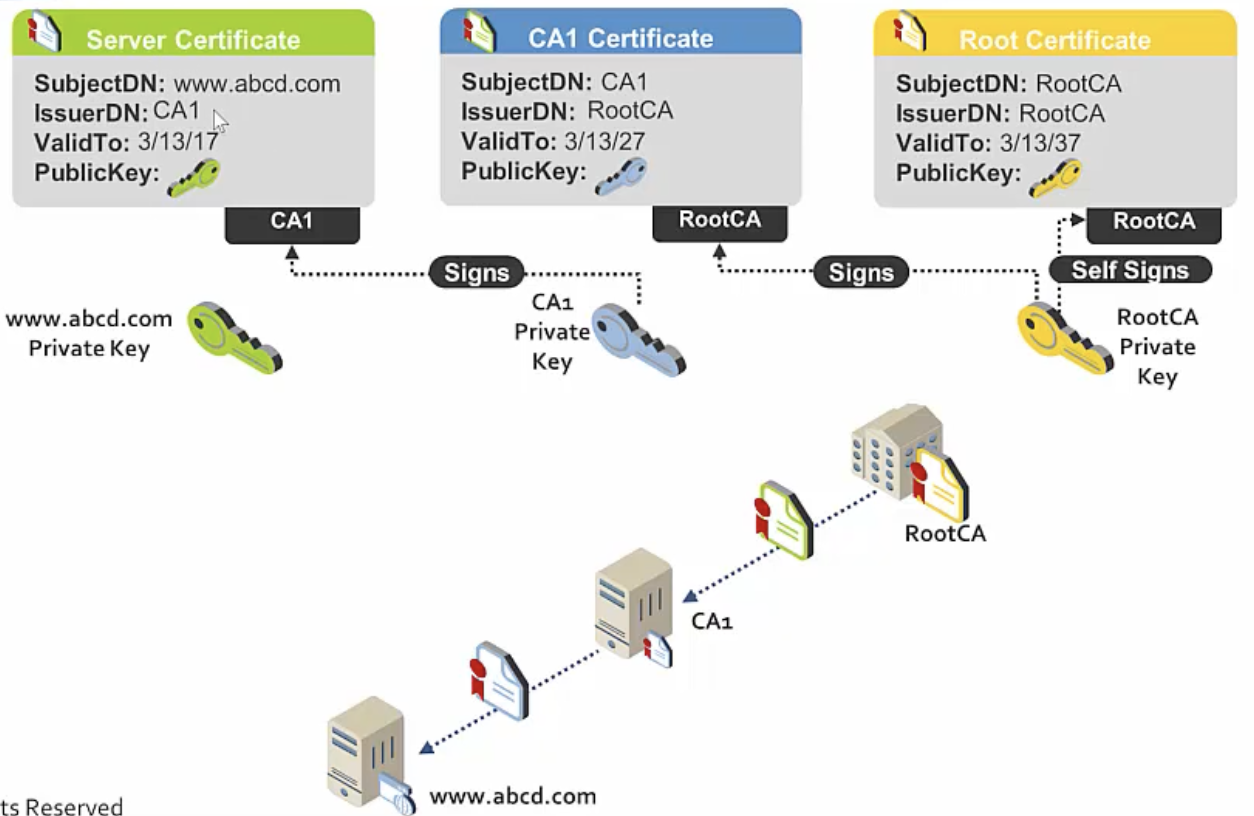 Server Certificate
SubjectDN: www.abcd.com
IssuerDN: CA1
ValidTo: 3/13/17
PublicKey:
CA1
CA1 Certificate
SubjectDN: CA1
IssuerDN: RootCA
ValidTo: 3/13/27
PublicKey:
RootCA
Root Certificate
SubjectDN: RootCA
IssuerDN: RootCA
ValidTo: 3/13/37
PublicKey:
RootCA
Signs
Signs
Self Signs
www.abcd.com
Private Key
CA1
Private
Key
RootCA
Private
Key
RootCA
CA1
www.abcd.com
ts Reserved